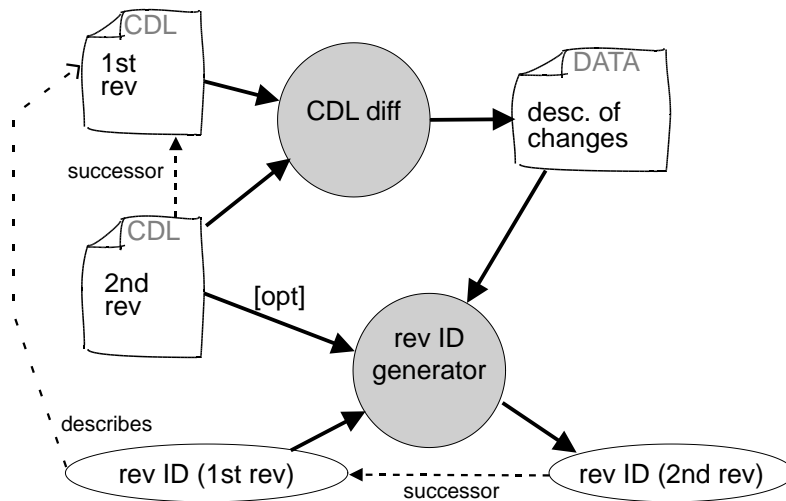 CDL
1st
rev
CDL diff
DATA
desc. of
changes
successor
CDL
2nd
rev
[opt]
rev ID
generator
describes
rev ID (1st rev)
successor
rev ID (2nd rev)